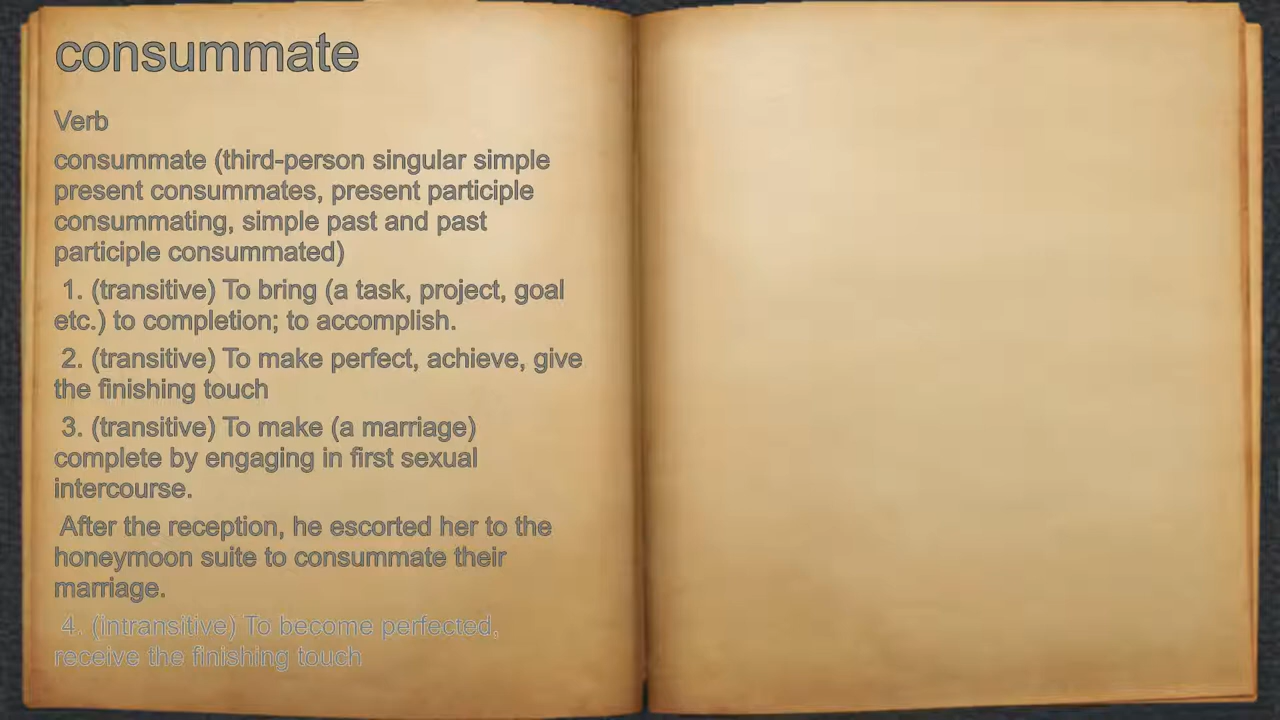 consummate
Verb
consummate (third-person singular simple
present consummates, present participle
consummating, simple past and past
participle consummated)
1. (transitive) To bring (a task, project, goal
etc.) to completion; to accomplish.
2. (transitive) To make perfect, achieve, give
the finishing touch
3. (transitive) To make (a marriage)
complete by engaging in first sexual
intercourse.
After the reception, he escorted her to the
honeymoon suite to consummate their
marriage.
4. (intransitive) To become perfected,
receive the finishing touch